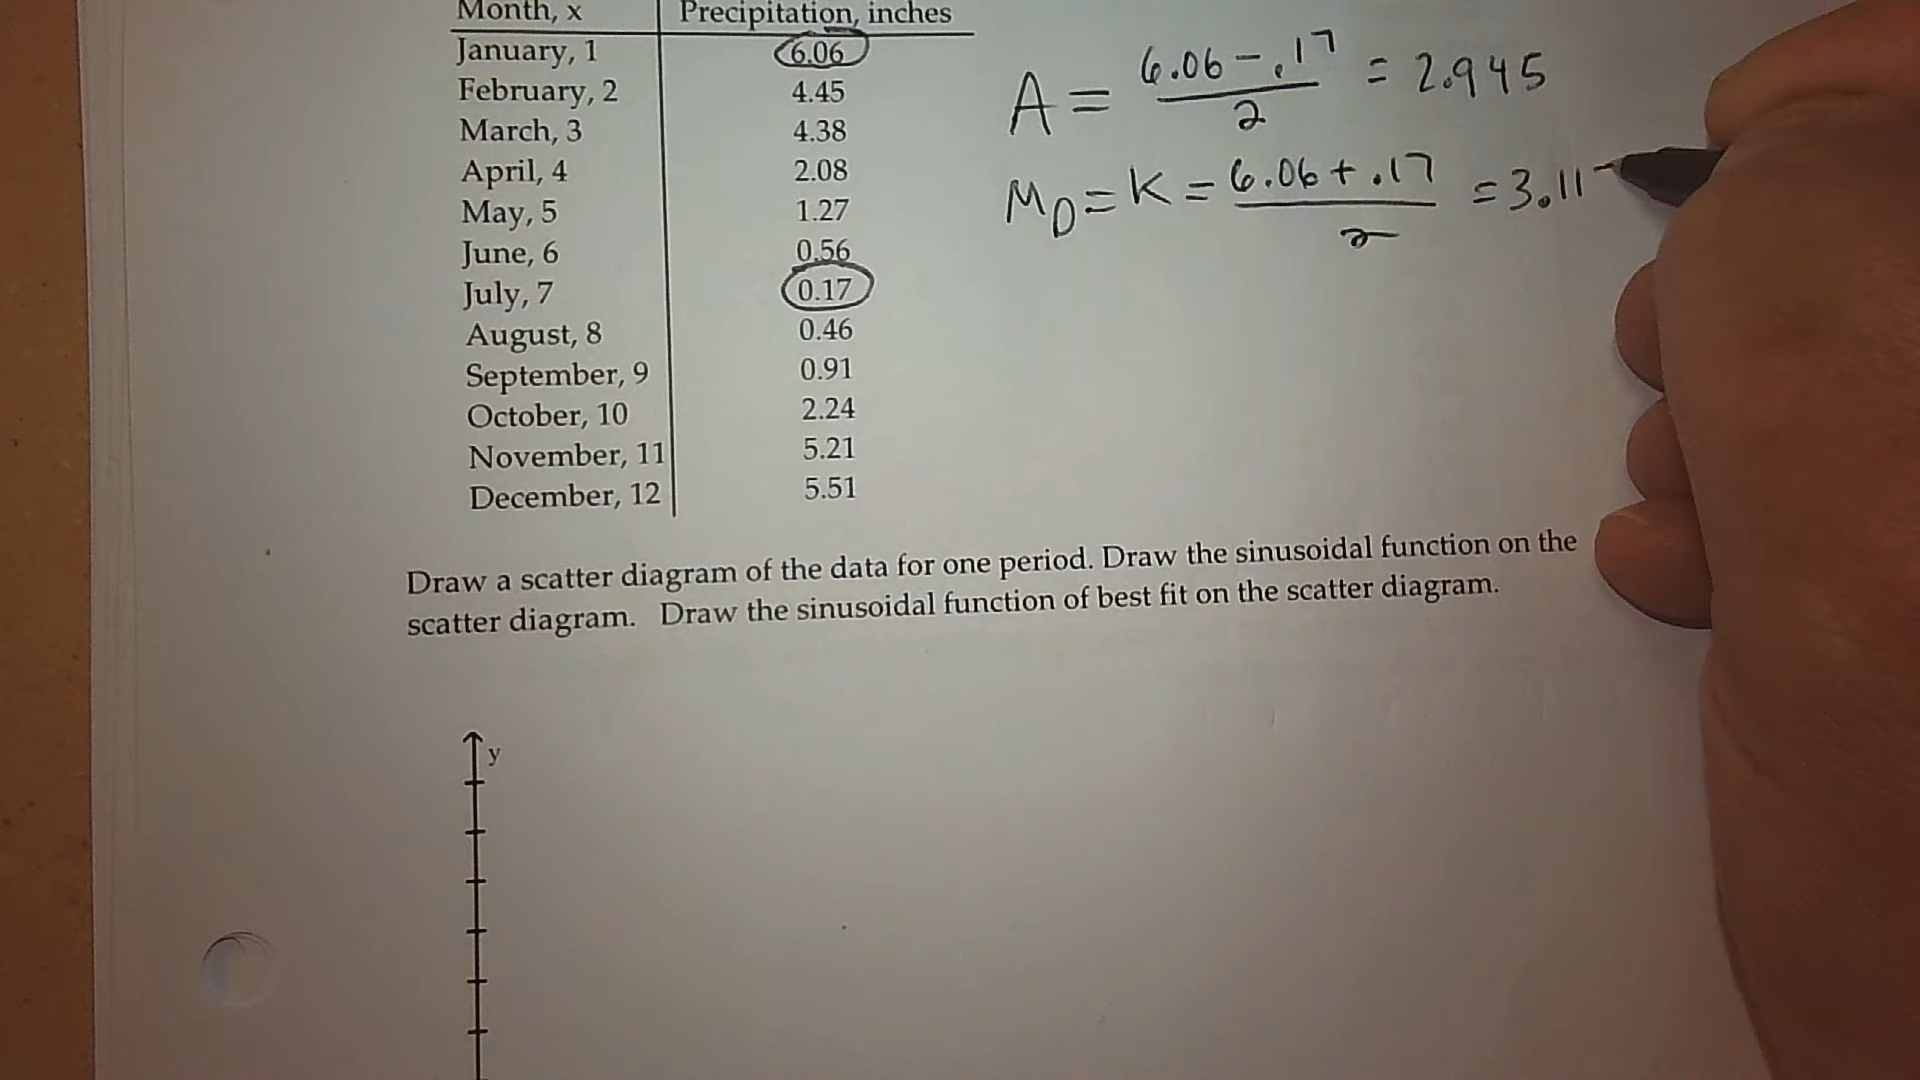 Month, x Precipitation, inches
January, 1 6.06
February, 2 4.45
March, 3 4.38
April, 4 2.08
May, 5 1.27
June, 6 0.56
July, 7 0.17
August, 8 0.46
September, 9 0.91
October, 10 2.24
November, 11 5.21
December, 12 5.51
A = 6.06 - .17 / 2 = 2.945
MD = K = 6.06 + .17 / 2 = 3.11
Draw a scatter diagram of the data for one period. Draw the sinusoidal function on the
scatter diagram. Draw the sinusoidal function of best fit on the scatter diagram.
y